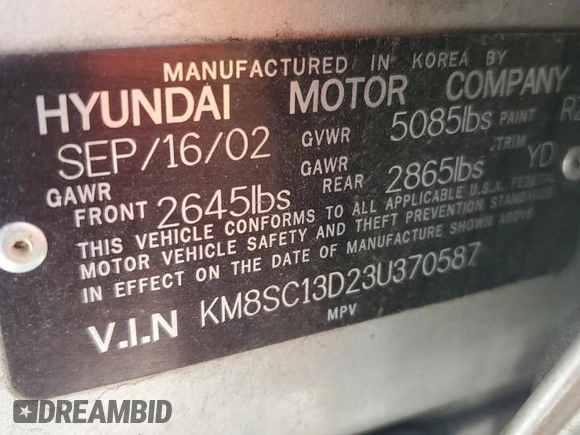 MANUFACTURED IN KOREA BY
HYUNDAI MOTOR COMPANY
SEP/16/02 GVWR 5085lbs PAINT
GAWR FRONT 2645lbs GAWR REAR 2865lbs TRIM YD
THIS VEHICLE CONFORMS TO ALL APPLICABLE U.S.A. FEDERAL
MOTOR VEHICLE SAFETY AND THEFT PREVENTION STANDARDS
IN EFFECT ON THE DATE OF MANUFACTURE SHOWN ABOVE
V.I.N KM8SC13D23U370587
MPV
DREAMBID